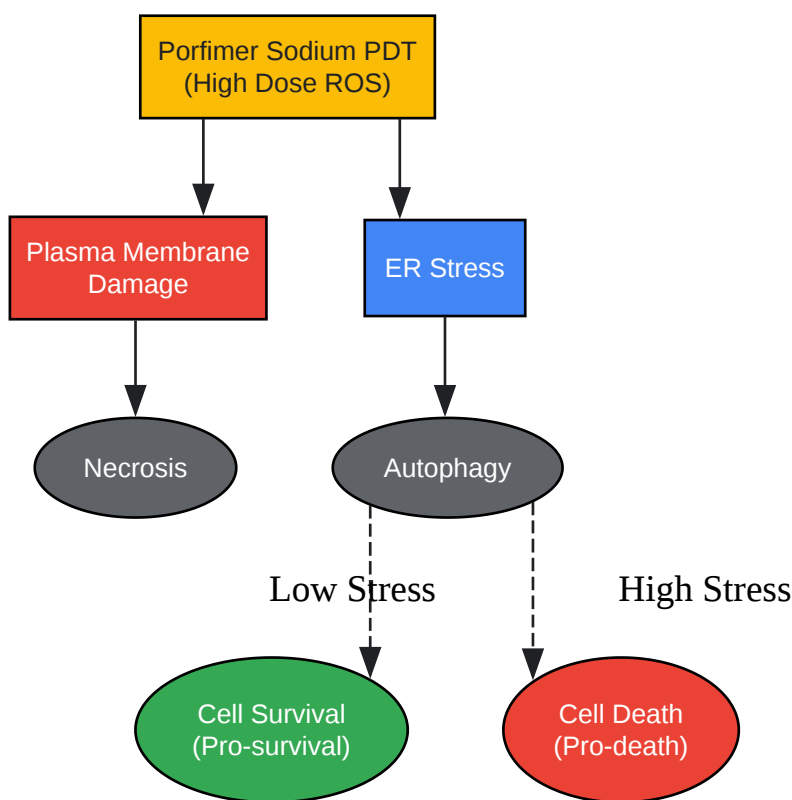 Porfimer Sodium PDT
(High Dose ROS)
Plasma Membrane
Damage
ER Stress
Necrosis
Autophagy
Low Stress
High Stress
Cell Survival
(Pro-survival)
Cell Death
(Pro-death)